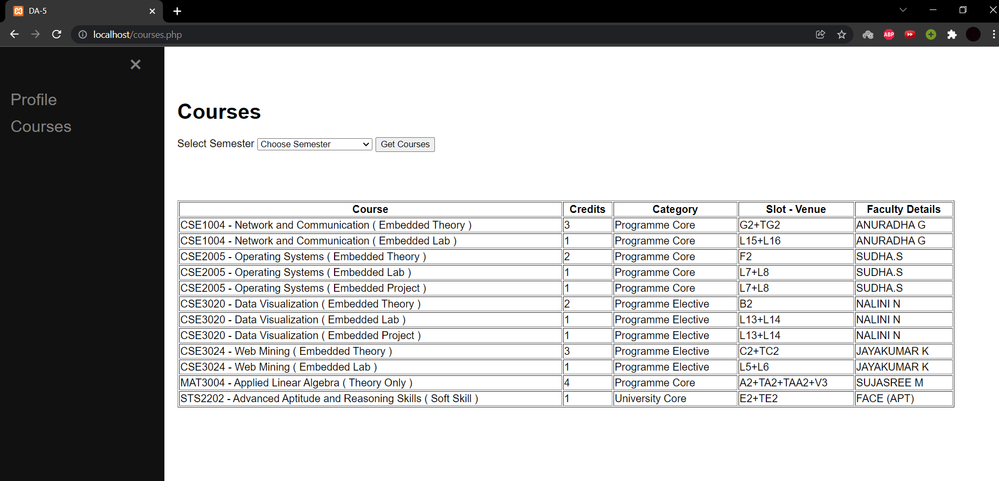 DA-5
localhost/courses.php
ABP
Profile
Courses
Courses
Select Semester Choose Semester Get Courses
Course Credits Category Slot - Venue Faculty Details
CSE1004 - Network and Communication ( Embedded Theory ) 3 Programme Core G2+TG2 ANURADHA G
CSE1004 - Network and Communication ( Embedded Lab ) 1 Programme Core L15+L16 ANURADHA G
CSE2005 - Operating Systems ( Embedded Theory ) 2 Programme Core F2 SUDHA.S
CSE2005 - Operating Systems ( Embedded Lab ) 1 Programme Core L7+L8 SUDHA.S
CSE2005 - Operating Systems ( Embedded Project ) 1 Programme Core L7+L8 SUDHA.S
CSE3020 - Data Visualization ( Embedded Theory ) 2 Programme Elective B2 NALINI N
CSE3020 - Data Visualization ( Embedded Lab ) 1 Programme Elective L13+L14 NALINI N
CSE3020 - Data Visualization ( Embedded Project ) 1 Programme Elective L13+L14 NALINI N
CSE3024 - Web Mining ( Embedded Theory ) 3 Programme Elective C2+TC2 JAYAKUMAR K
CSE3024 - Web Mining ( Embedded Lab ) 1 Programme Elective L5+L6 JAYAKUMAR K
MAT3004 - Applied Linear Algebra ( Theory Only ) 4 Programme Core A2+TA2+TAA2+V3 SUJASREE M
STS2202 - Advanced Aptitude and Reasoning Skills ( Soft Skill ) 1 University Core E2+TE2 FACE (APT)